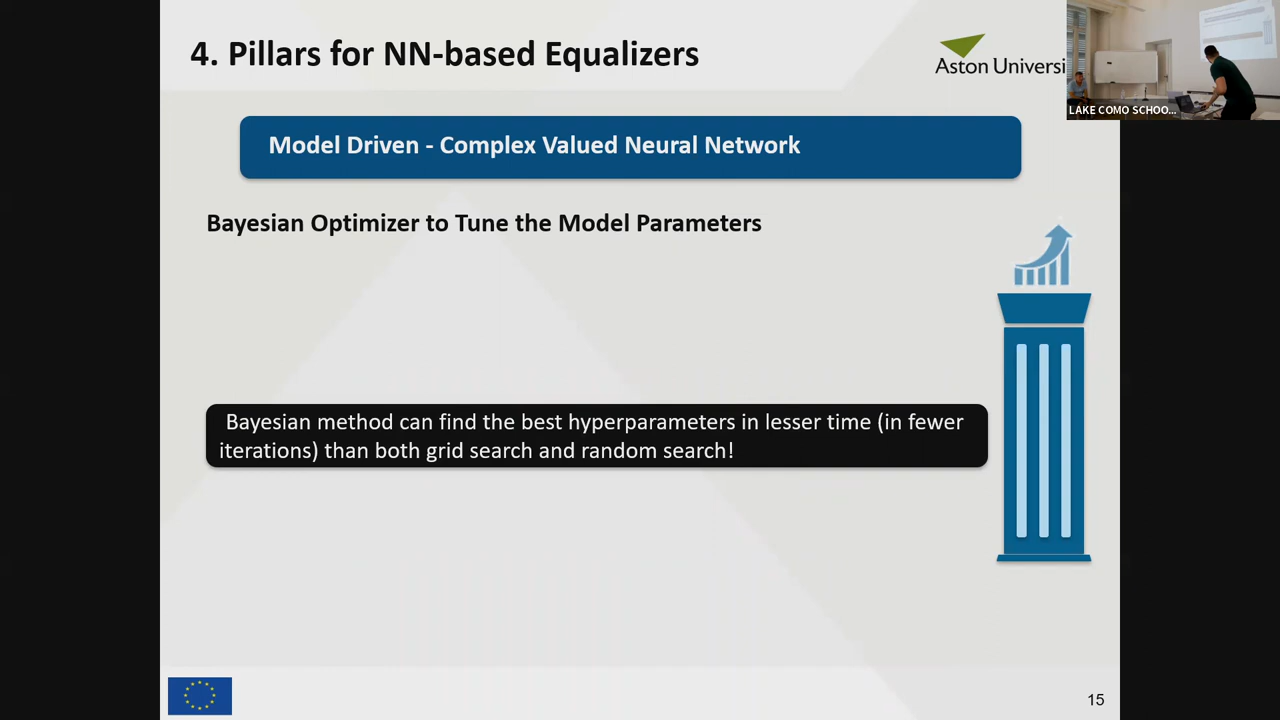 4. Pillars for NN-based Equalizers
Aston Universi
LAKE COMO SCHOO...
Model Driven - Complex Valued Neural Network
Bayesian Optimizer to Tune the Model Parameters
Bayesian method can find the best hyperparameters in lesser time (in fewer
iterations) than both grid search and random search!
15